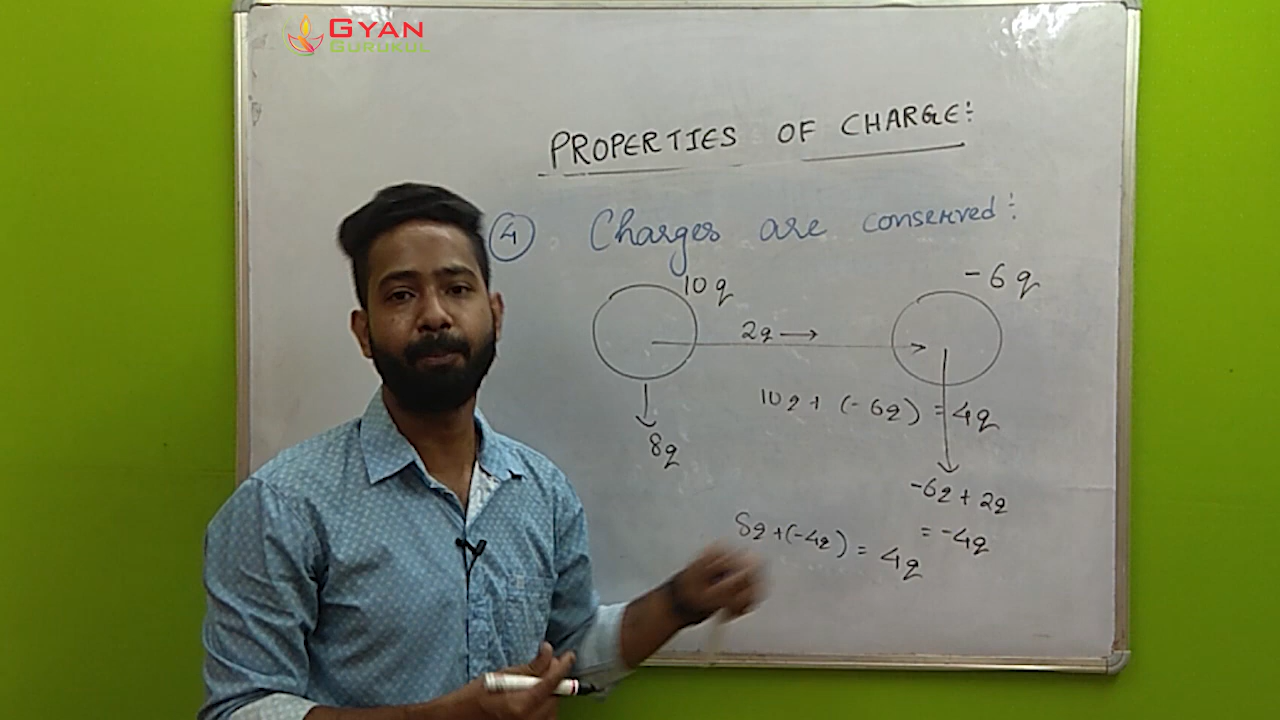 GYAN
GURUKUL
PROPERTIES OF CHARGE:
4 Charges are conserved:
10q
-6q
2q →
10q + (-6q) = 4q
8q
-6q + 2q
= -4q
8q + (-4q) = 4q